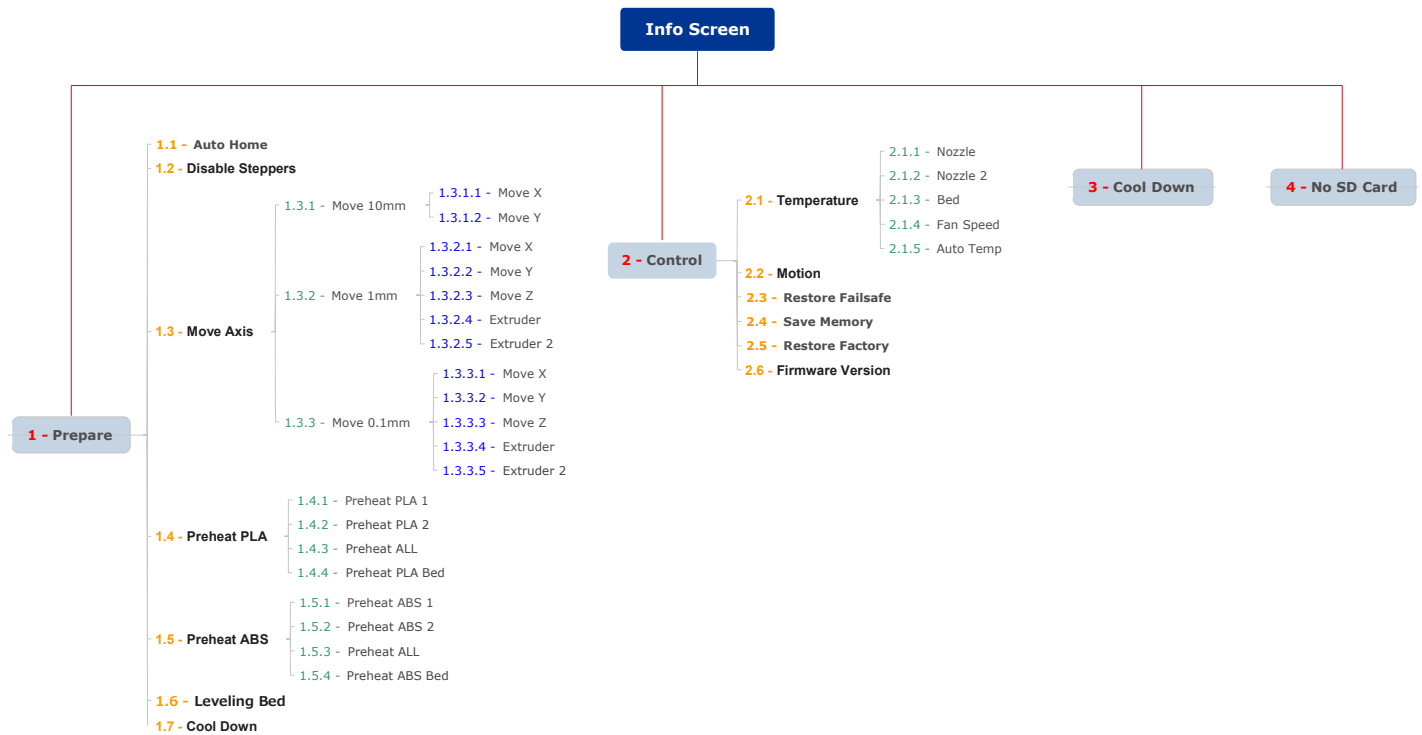 Info Screen
1 - Prepare
1.1 - Auto Home
1.2 - Disable Steppers
1.3 - Move Axis
1.3.1 - Move 10mm
1.3.1.1 - Move X
1.3.1.2 - Move Y
1.3.2 - Move 1mm
1.3.2.1 - Move X
1.3.2.2 - Move Y
1.3.2.3 - Move Z
1.3.2.4 - Extruder
1.3.2.5 - Extruder 2
1.3.3 - Move 0.1mm
1.3.3.1 - Move X
1.3.3.2 - Move Y
1.3.3.3 - Move Z
1.3.3.4 - Extruder
1.3.3.5 - Extruder 2
1.4 - Preheat PLA
1.4.1 - Preheat PLA 1
1.4.2 - Preheat PLA 2
1.4.3 - Preheat ALL
1.4.4 - Preheat PLA Bed
1.5 - Preheat ABS
1.5.1 - Preheat ABS 1
1.5.2 - Preheat ABS 2
1.5.3 - Preheat ALL
1.5.4 - Preheat ABS Bed
1.6 - Leveling Bed
1.7 - Cool Down
2 - Control
2.1 - Temperature
2.1.1 - Nozzle
2.1.2 - Nozzle 2
2.1.3 - Bed
2.1.4 - Fan Speed
2.1.5 - Auto Temp
2.2 - Motion
2.3 - Restore Failsafe
2.4 - Save Memory
2.5 - Restore Factory
2.6 - Firmware Version
3 - Cool Down
4 - No SD Card